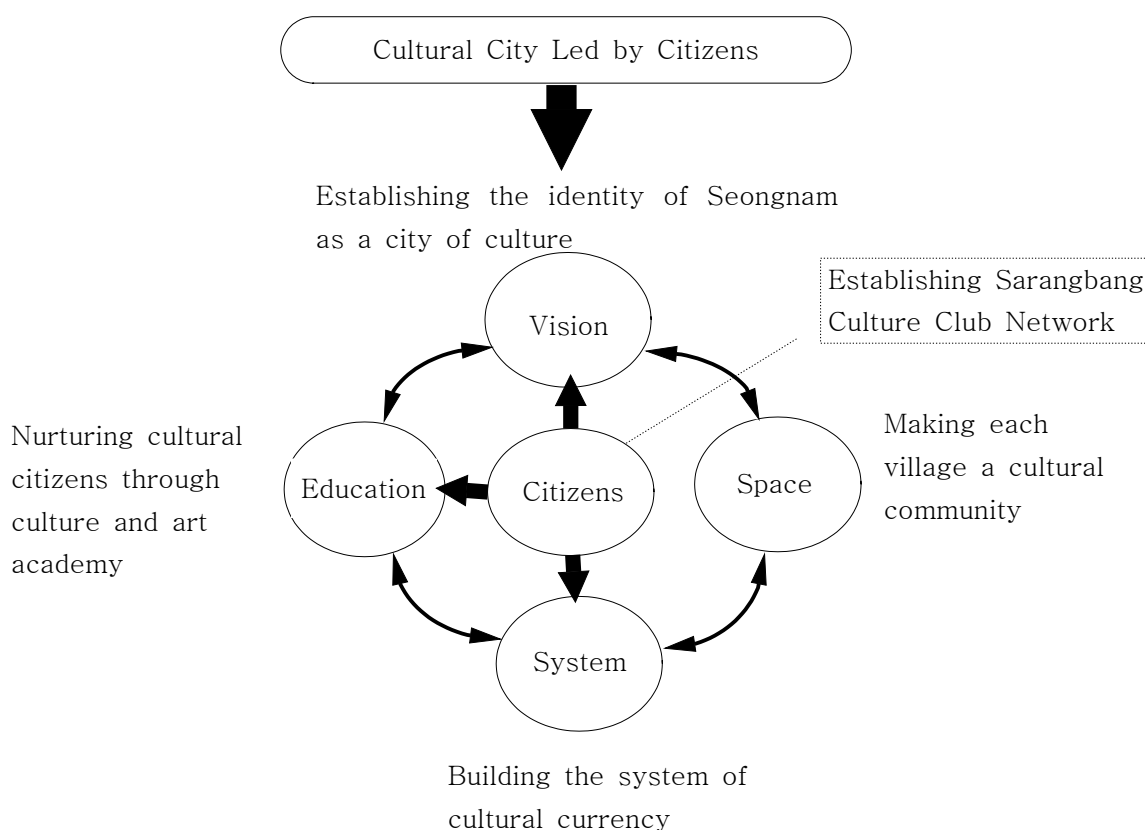 Cultural City Led by Citizens
Establishing the identity of Seongnam
as a city of culture
Establishing Sarangbang
Culture Club Network
Vision
Nurturing cultural
citizens through
culture and art
academy
Education
Citizens
Space
Making each
village a cultural
community
System
Building the system of
cultural currency